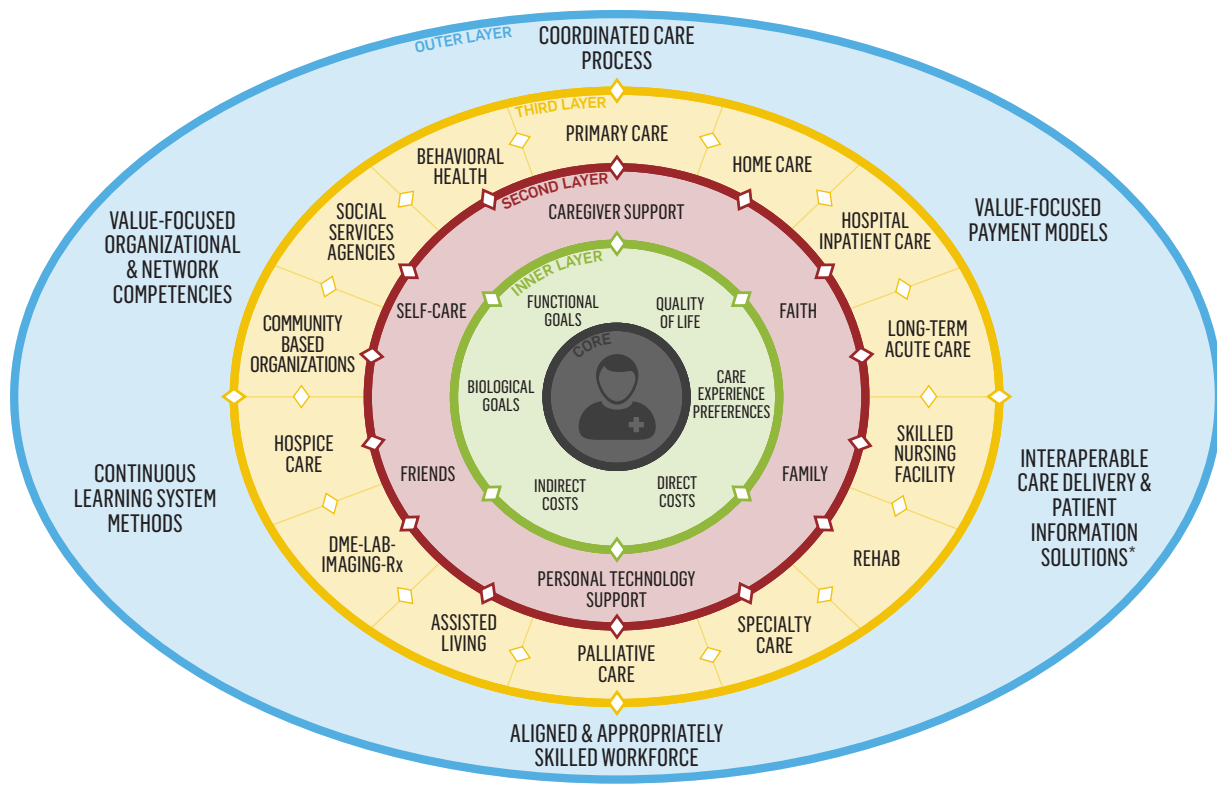 OUTER LAYER
COORDINATED CARE
PROCESS
THIRD LAYER
PRIMARY CARE
BEHAVIORAL
HEALTH
HOME CARE
SECOND LAYER
CAREGIVER SUPPORT
SOCIAL
SERVICES
AGENCIES
HOSPITAL
INPATIENT CARE
VALUE-FOCUSED
ORGANIZATIONAL
& NETWORK
COMPETENCIES
VALUE-FOCUSED
PAYMENT MODELS
INNER LAYER
FUNCTIONAL
GOALS
QUALITY
OF LIFE
SELF-CARE
FAITH
COMMUNITY
BASED
ORGANIZATIONS
LONG-TERM
ACUTE CARE
CORE
BIOLOGICAL
GOALS
CARE
EXPERIENCE
PREFERENCES
HOSPICE
CARE
SKILLED
NURSING
FACILITY
FRIENDS
FAMILY
INDIRECT
COSTS
DIRECT
COSTS
CONTINUOUS
LEARNING SYSTEM
METHODS
INTERAPERABLE
CARE DELIVERY &
PATIENT
INFORMATION
SOLUTIONS*
DME-LAB-
IMAGING-Rx
REHAB
PERSONAL TECHNOLOGY
SUPPORT
ASSISTED
LIVING
SPECIALTY
CARE
PALLIATIVE
CARE
ALIGNED & APPROPRIATELY
SKILLED WORKFORCE